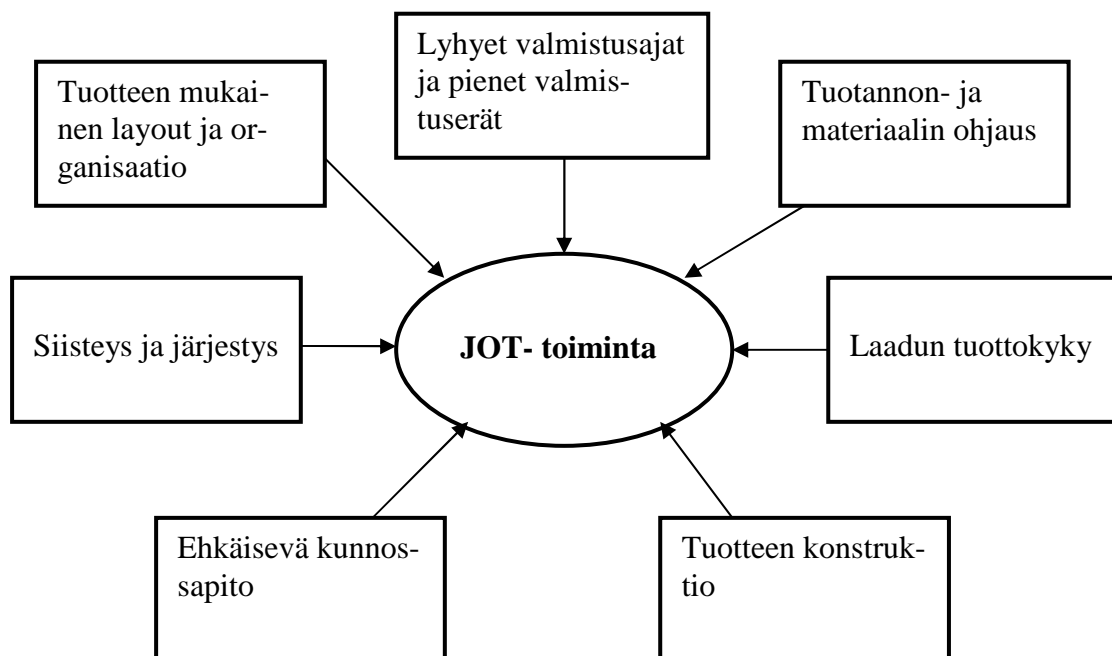 Lyhyet valmistusajat
ja pienet valmis-
tuserät
Tuotteen mukai-
nen layout ja or-
ganisaatio
Tuotannon- ja
materiaalin ohjaus
Siisteys ja järjestys
JOT- toiminta
Laadun tuottokyky
Ehkäisevä kunnos-
sapito
Tuotteen konstruk-
tio